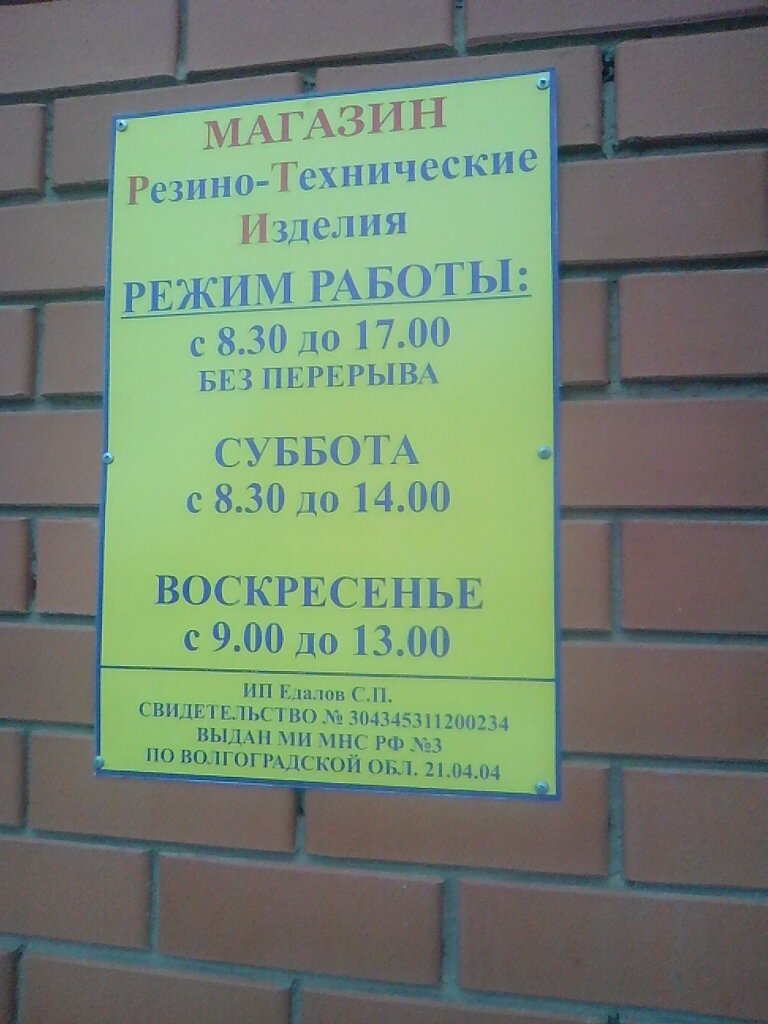 МАГАЗИН
Резино-Технические
Изделия
РЕЖИМ РАБОТЫ:
с 8.30 до 17.00
БЕЗ ПЕРЕРЫВА
СУББОТА
с 8.30 до 14.00
ВОСКРЕСЕНЬЕ
с 9.00 до 13.00
ИП Едалов С.П.
СВИДЕТЕЛЬСТВО № 304345311200234
ВЫДАН МИ МНС РФ №3
ПО ВОЛГОГРАДСКОЙ ОБЛ. 21.04.04